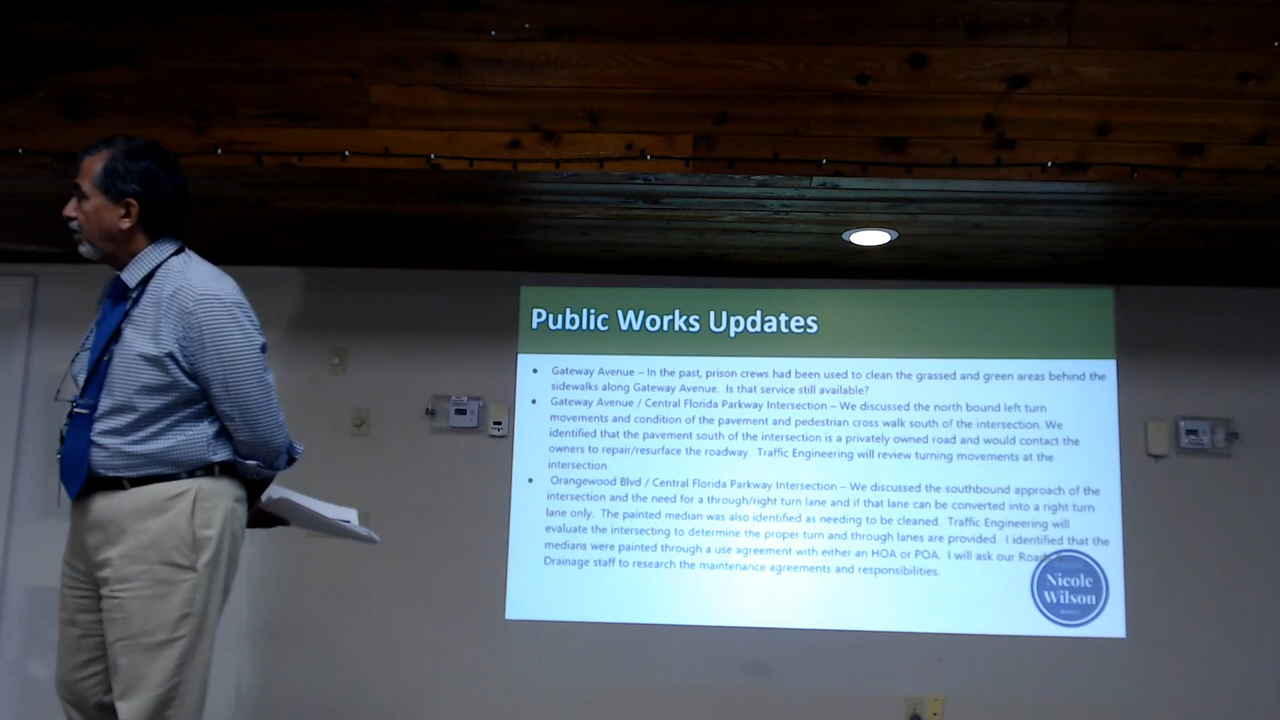 Public Works Updates
• Gateway Avenue – In the past, prison crews had been used to clean the grassed and green areas behind the
sidewalks along Gateway Avenue. Is that service still available?
• Gateway Avenue / Central Florida Parkway Intersection – We discussed the north bound left turn
movements and condition of the pavement and pedestrian cross walk south of the intersection. We
identified that the pavement south of the intersection is a privately owned road and would contact the
owners to repair/resurface the roadway. Traffic Engineering will review turning movements at the
intersection.
• Orangewood Blvd / Central Florida Parkway Intersection – We discussed the southbound approach of the
intersection and the need for a through/right turn lane and if that lane can be converted into a right turn
lane only. The painted median was also identified as needing to be cleaned. Traffic Engineering will
evaluate the intersecting to determine the proper turn and through lanes are provided. I identified that the
medians were painted through a use agreement with either an HOA or POA. I will ask our Roads
Drainage staff to research the maintenance agreements and responsibilities.
Nicole
Wilson